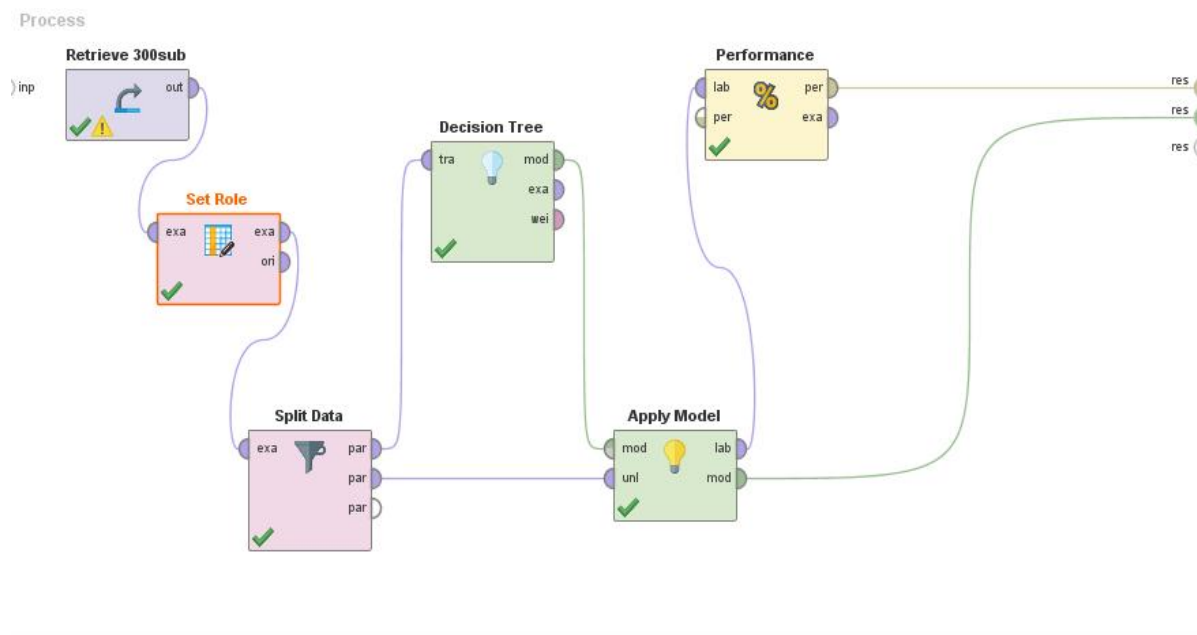 Process
Retrieve 300sub
inp
out
Set Role
exa
exa
ori
Split Data
exa
par
par
par
Decision Tree
tra
mod
exa
wei
Apply Model
mod
lab
unl
mod
Performance
lab
per
%
per
exa
res
res
res